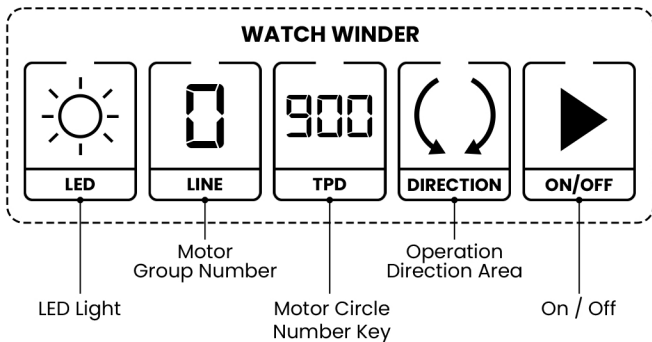 WATCH WINDER
0
900
LED
LINE
TPD
DIRECTION
ON/OFF
Motor
Group Number
Operation
Direction Area
LED Light
Motor Circle
Number Key
On / Off